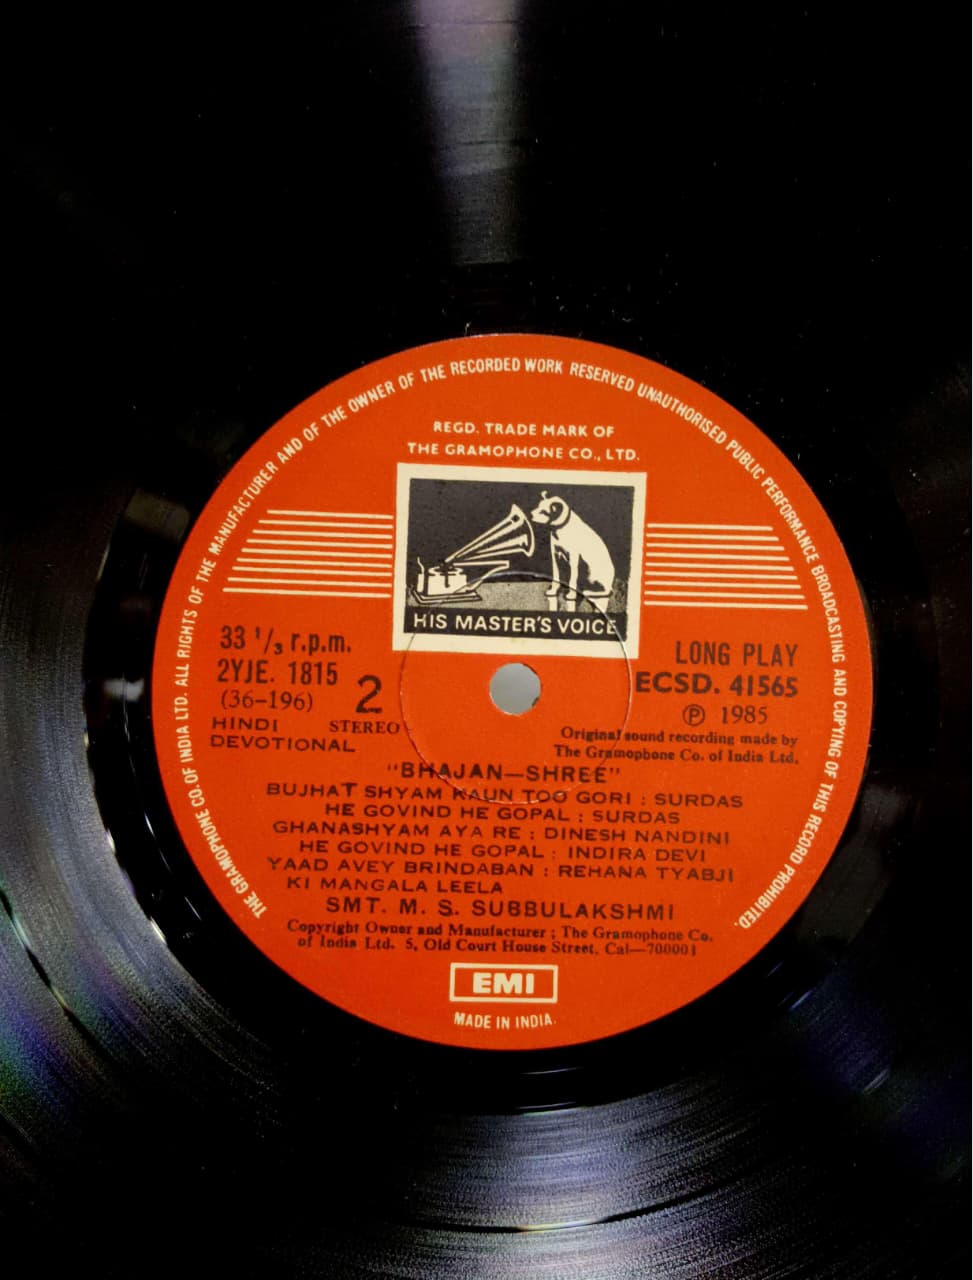 THE GRAMOPHONE CO. OF INDIA LTD. ALL RIGHTS OF THE MANUFACTURER AND OF THE OWNER OF THE RECORDED WORK RESERVED UNAUTHORISED PUBLIC PERFORMANCE BROADCASTING AND COPYING OF THIS RECORD PROHIBITED.
REGD. TRADE MARK OF
THE GRAMOPHONE CO., LTD.
HIS MASTER'S VOICE
33 1/3 r.p.m.
2YJE. 1815
(36-196)
2
HINDI STEREO
DEVOTIONAL
LONG PLAY
ECSD. 41565
℗ 1985
Original sound recording made by
The Gramophone Co. of India Ltd.
"BHAJAN—SHREE"
BUJHAT SHYAM KAUN TOO GORI : SURDAS
HE GOVIND HE GOPAL : SURDAS
GHANASHYAM AYA RE : DINESH NANDINI
HE GOVIND HE GOPAL : INDIRA DEVI
YAAD AVEY BRINDABAN : REHANA TYABJI
KI MANGALA LEELA
SMT. M. S. SUBBULAKSHMI
Copyright Owner and Manufacturer ; The Gramophone Co.
of India Ltd. 5, Old Court House Street, Cal—700001
EMI
MADE IN INDIA.